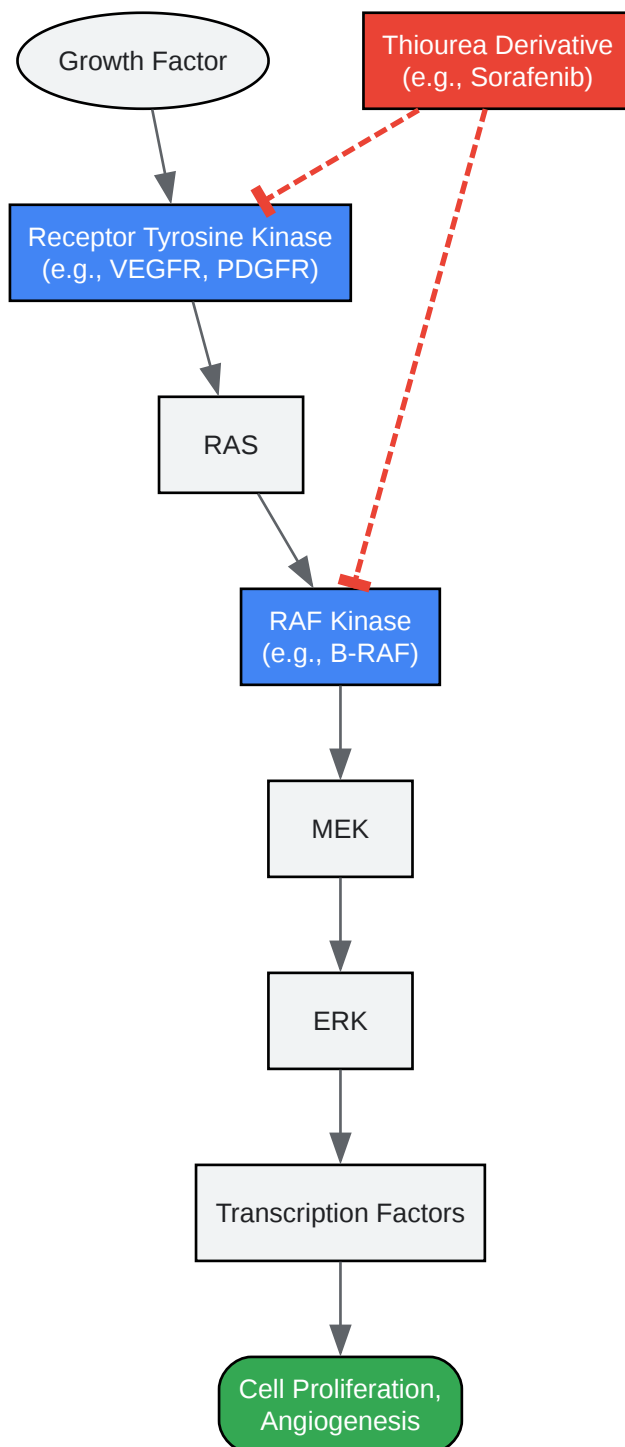 Growth Factor
Thiourea Derivative
(e.g., Sorafenib)
Receptor Tyrosine Kinase
(e.g., VEGFR, PDGFR)
RAS
RAF Kinase
(e.g., B-RAF)
MEK
ERK
Transcription Factors
Cell Proliferation,
Angiogenesis